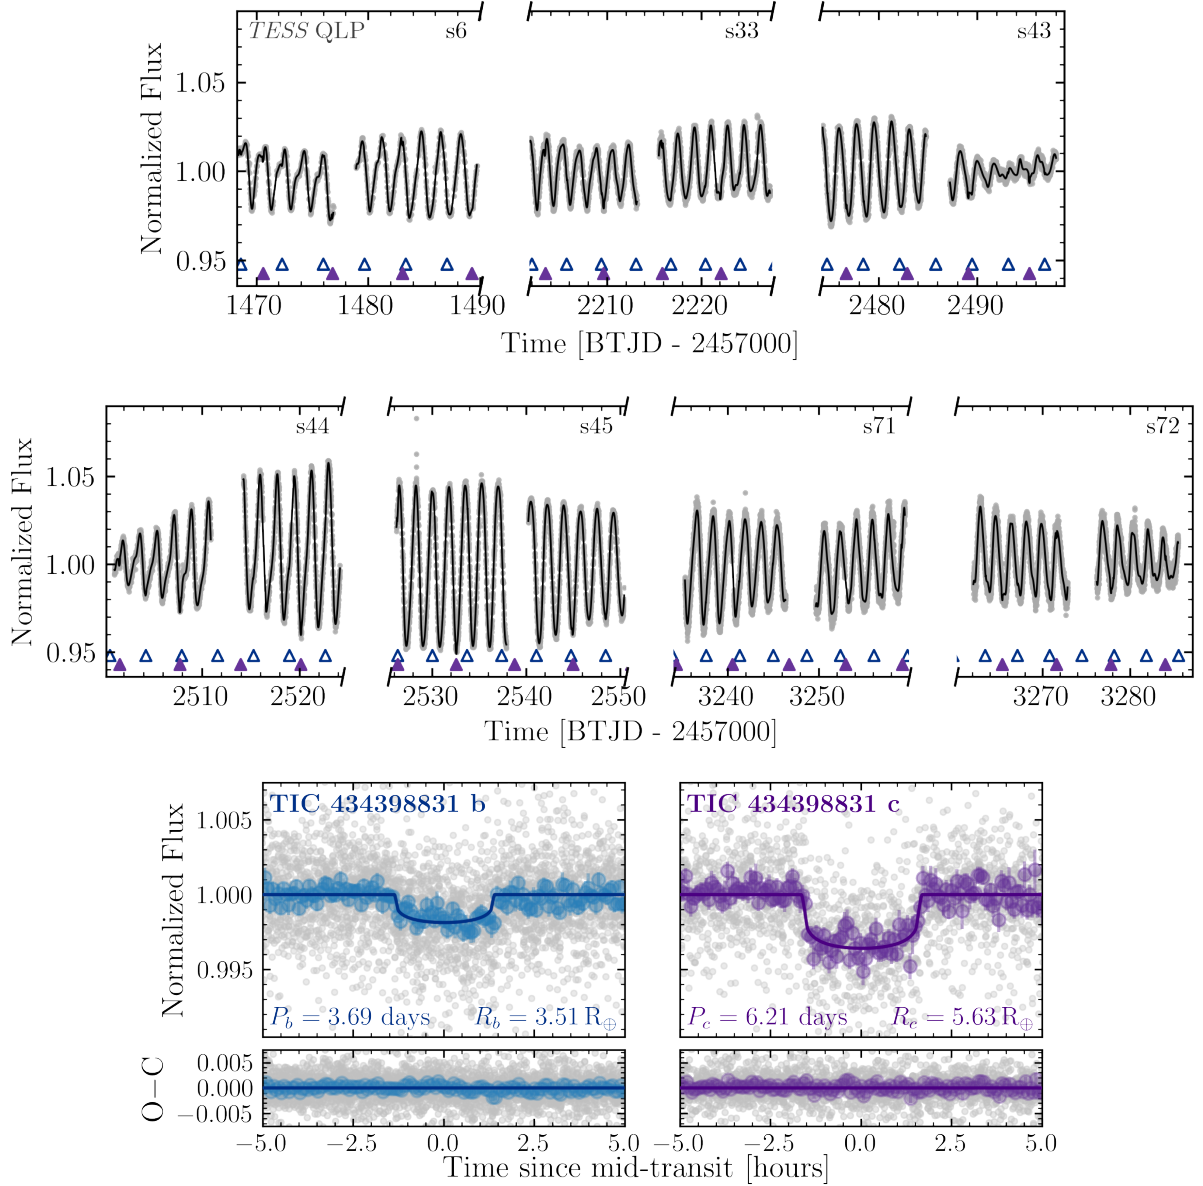 TESS QLP s6 s33 s43
Normalized Flux
1.05
1.00
0.95
1470 1480 1490 2210 2220 2480 2490
Time [BTJD - 2457000]
s44 s45 s71 s72
Normalized Flux
1.05
1.00
0.95
2510 2520 2530 2540 2550 3240 3250 3270 3280
Time [BTJD - 2457000]
TIC 434398831 b
TIC 434398831 c
Normalized Flux
1.005
1.000
0.995
P_b = 3.69 days R_b = 3.51 R⊕
P_c = 6.21 days R_c = 5.63 R⊕
O−C
0.005
0.000
−0.005
−5.0 −2.5 0.0 2.5 5.0 −5.0 −2.5 0.0 2.5 5.0
Time since mid-transit [hours]